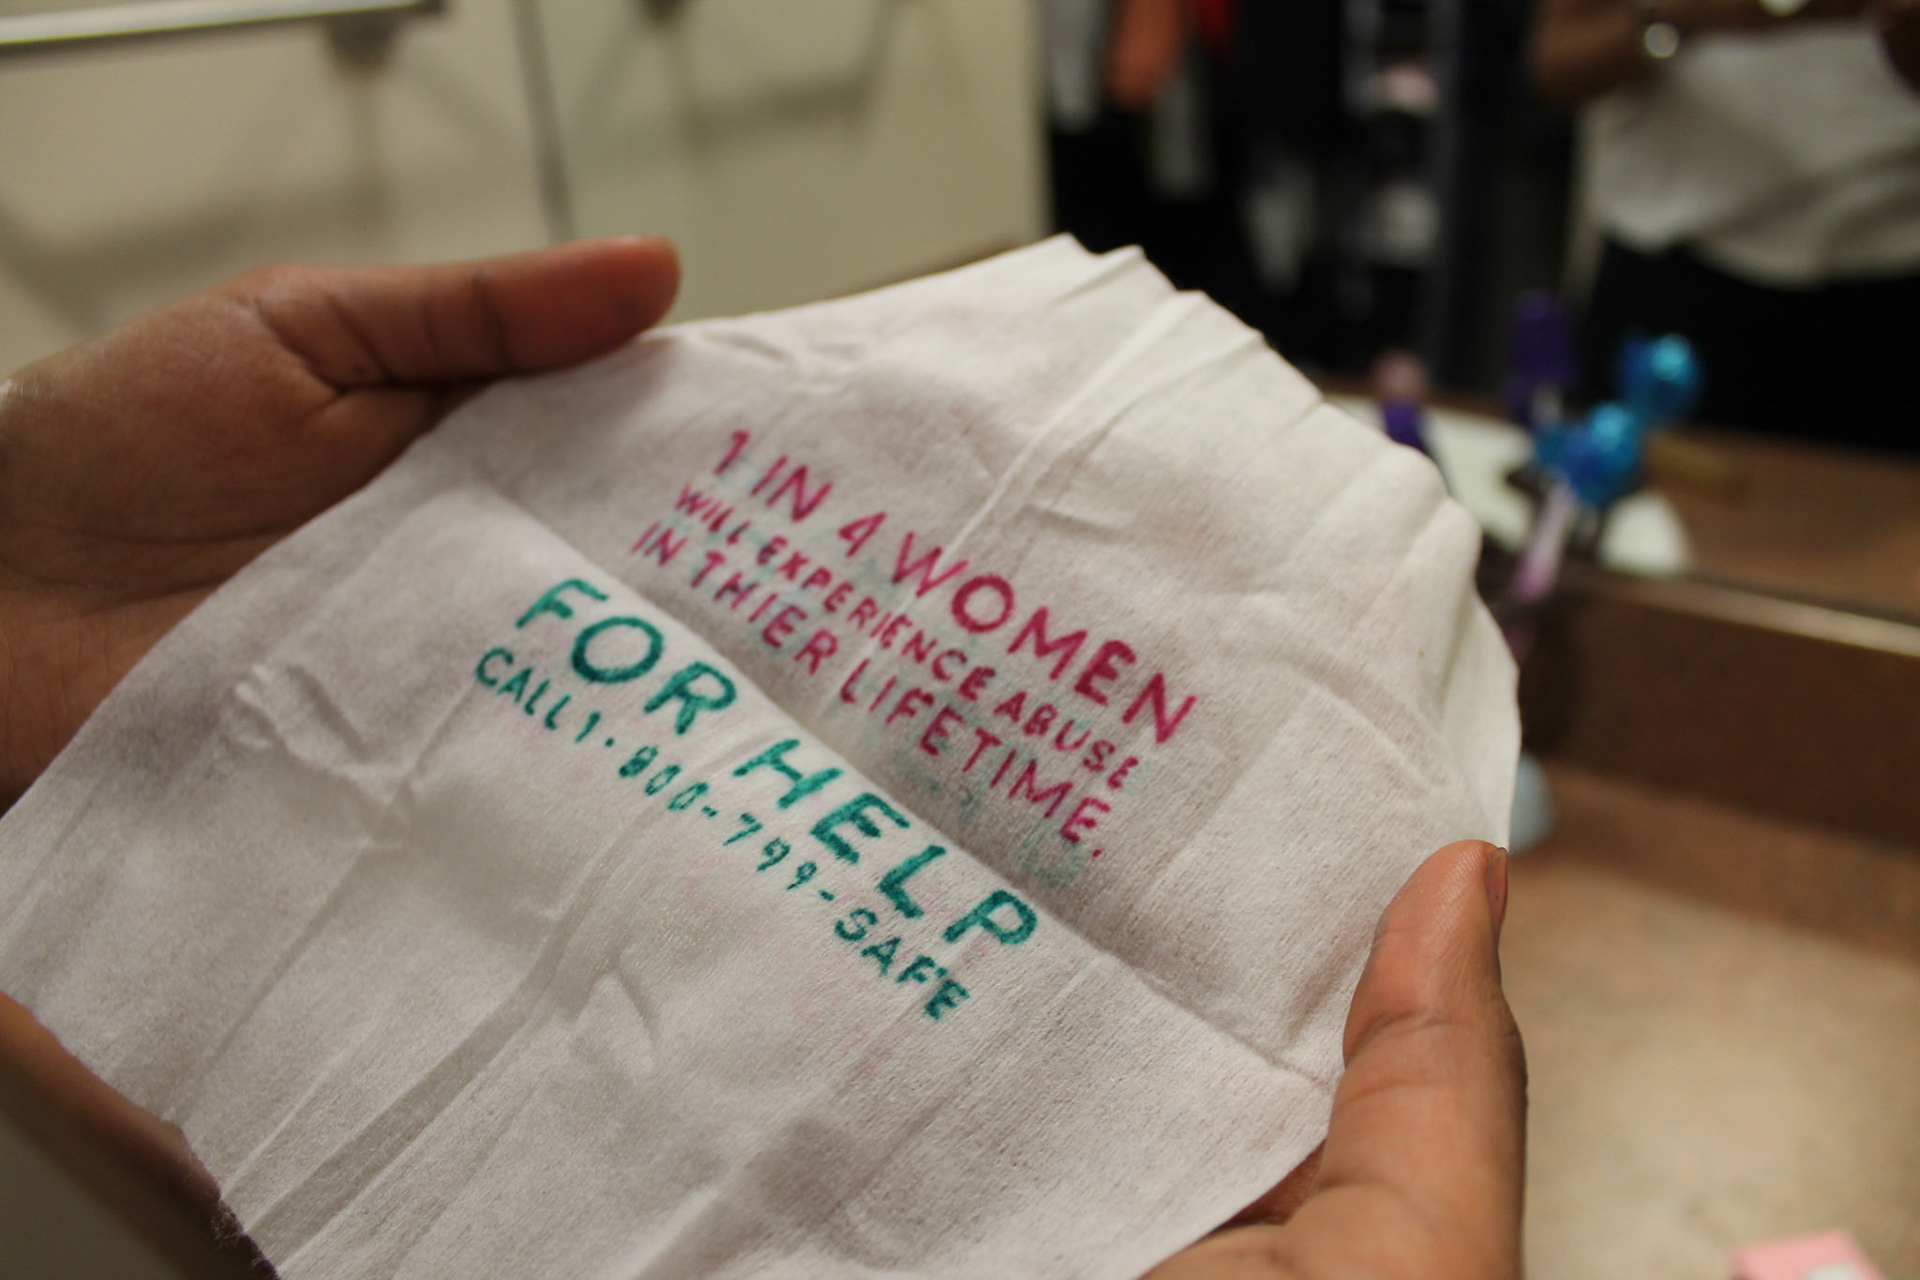 1 IN 4 WOMEN
WILL EXPERIENCE ABUSE
IN THIER LIFETIME.
FOR HELP
CALL 1-800-799-SAFE